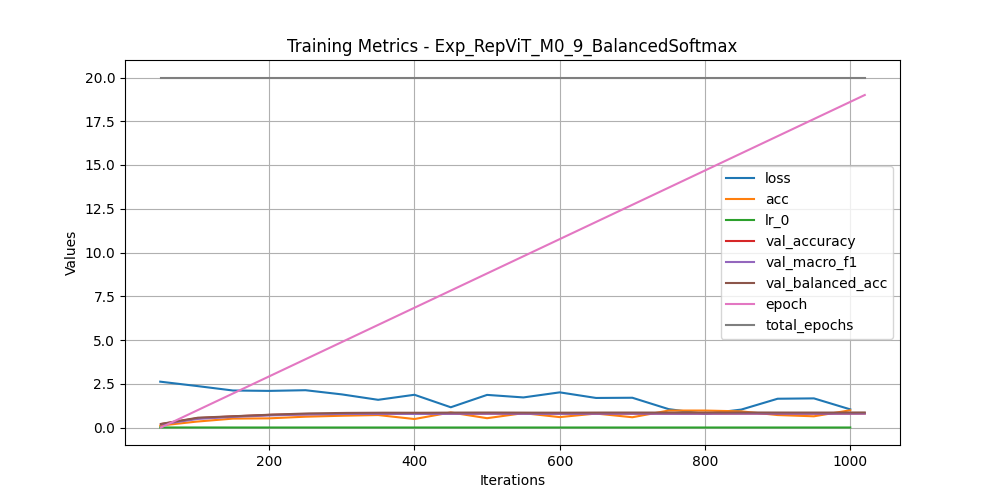 Training Metrics - Exp_RepViT_M0_9_BalancedSoftmax
20.0
17.5
15.0
12.5
10.0
7.5
5.0
2.5
0.0
Values
loss
acc
lr_0
val_accuracy
val_macro_f1
val_balanced_acc
epoch
total_epochs
200 400 600 800 1000
Iterations